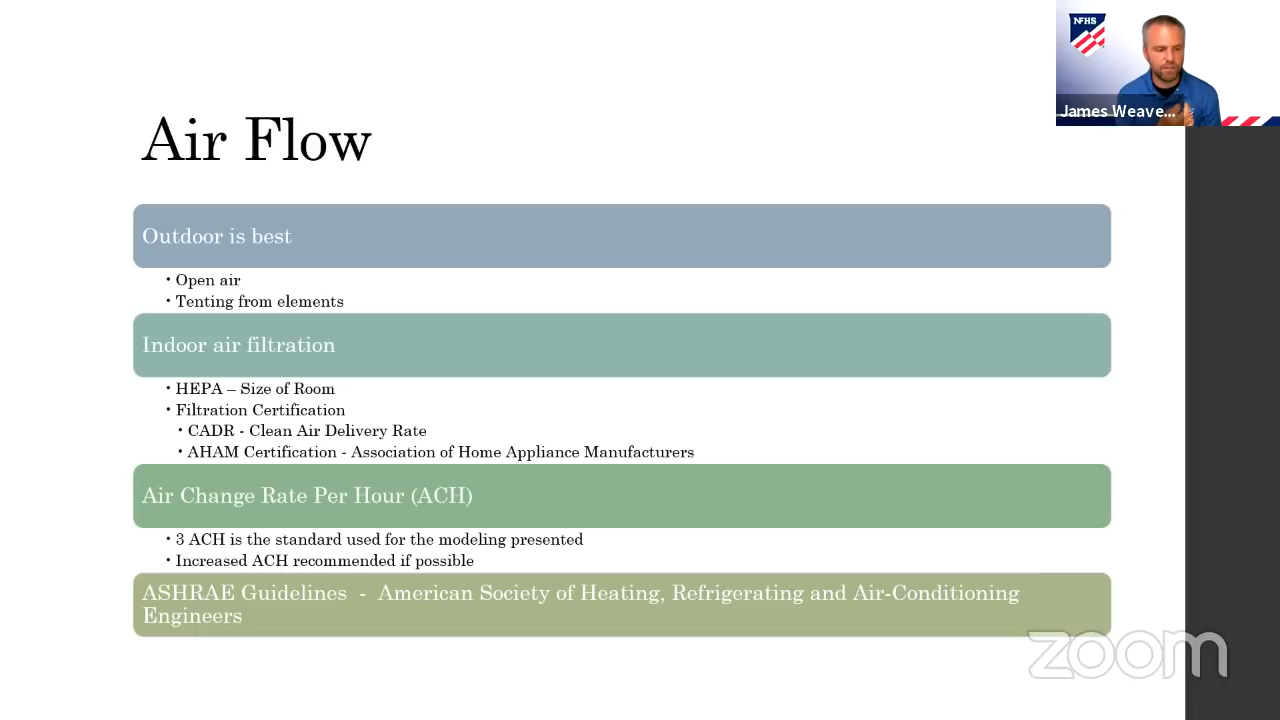 NFHS
James Weave...
Air Flow
Outdoor is best
• Open air
• Tenting from elements
Indoor air filtration
• HEPA – Size of Room
• Filtration Certification
• CADR - Clean Air Delivery Rate
• AHAM Certification - Association of Home Appliance Manufacturers
Air Change Rate Per Hour (ACH)
• 3 ACH is the standard used for the modeling presented
• Increased ACH recommended if possible
ASHRAE Guidelines - American Society of Heating, Refrigerating and Air-Conditioning
Engineers
zoom